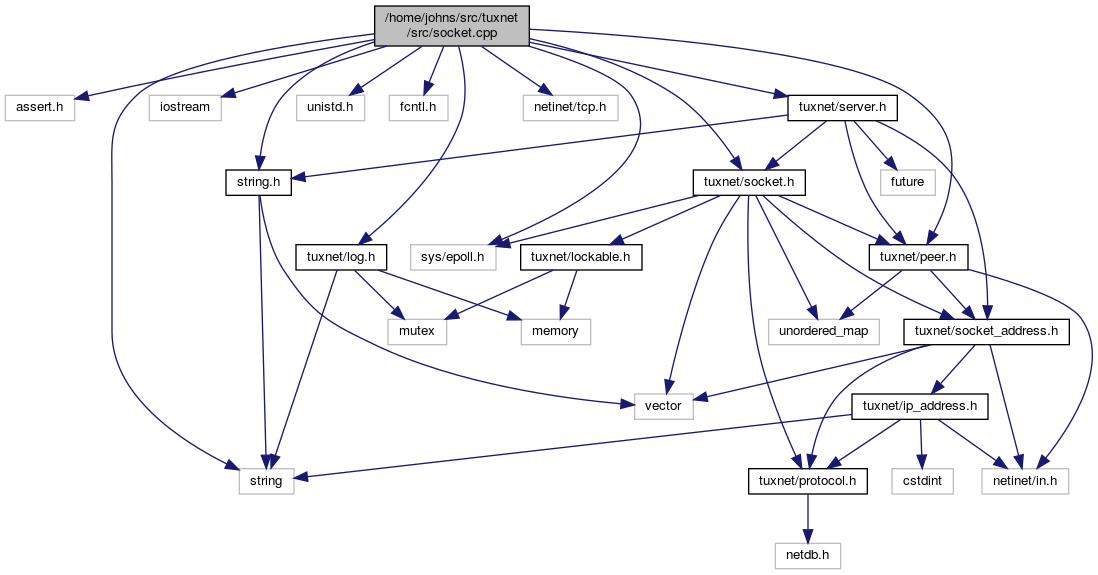 /home/johns/src/tuxnet
/src/socket.cpp
assert.h
iostream
unistd.h
fcntl.h
netinet/tcp.h
tuxnet/server.h
string.h
tuxnet/socket.h
future
tuxnet/log.h
sys/epoll.h
tuxnet/lockable.h
tuxnet/peer.h
mutex
memory
unordered_map
tuxnet/socket_address.h
vector
tuxnet/ip_address.h
string
tuxnet/protocol.h
cstdint
netinet/in.h
netdb.h